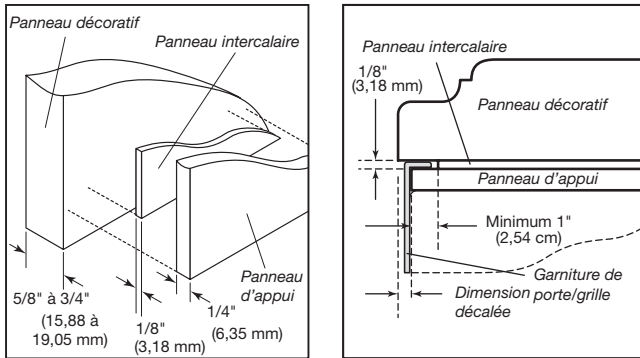 Panneau décoratif
Panneau intercalaire
5/8" à 3/4"
(15,88 à
19,05 mm)
1/8"
(3,18 mm)
1/4"
(6,35 mm)
Panneau
d'appui
Panneau intercalaire
1/8"
(3,18 mm)
Panneau décoratif
Panneau d'appui
Minimum 1"
(2,54 cm)
Garniture de
porte/grille
Dimension
décalée